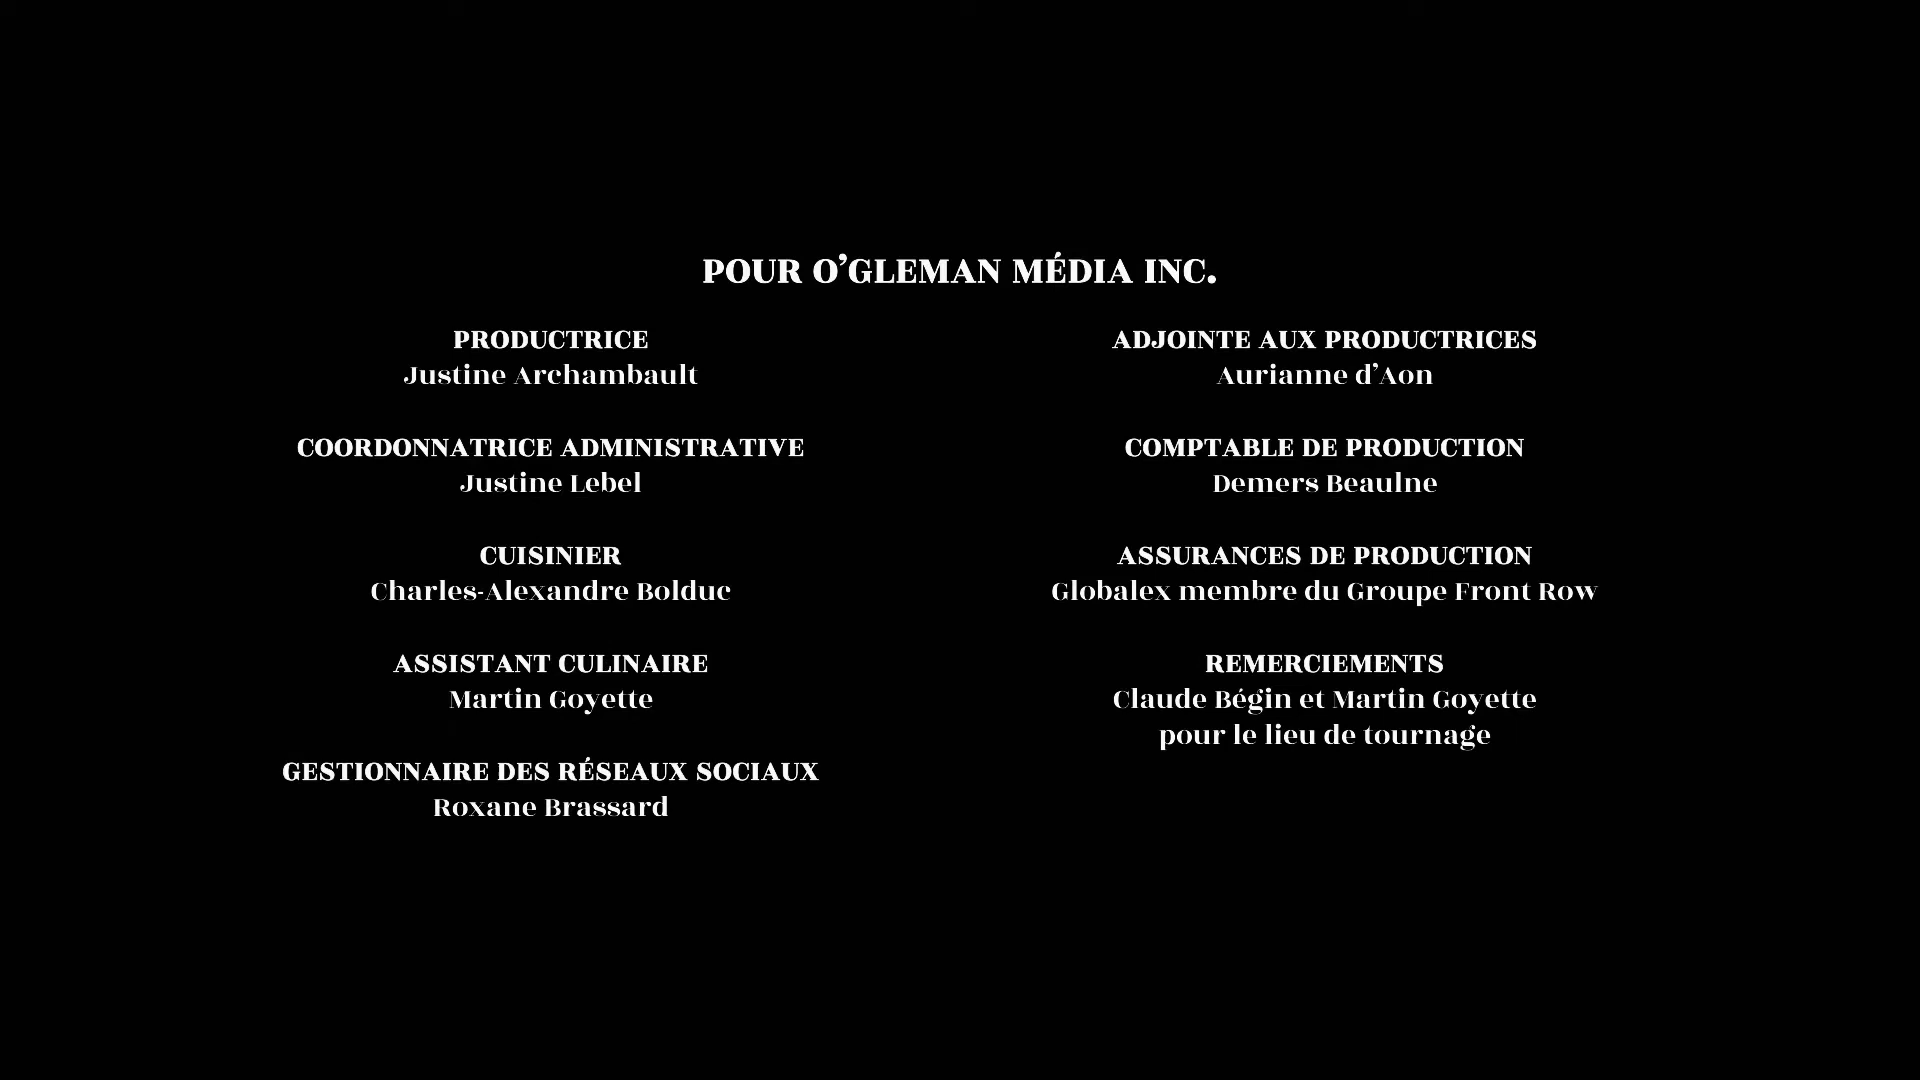 POUR O’GLEMAN MÉDIA INC.
PRODUCTRICE
Justine Archambault
COORDONNATRICE ADMINISTRATIVE
Justine Lebel
CUISINIER
Charles-Alexandre Bolduc
ASSISTANT CULINAIRE
Martin Goyette
GESTIONNAIRE DES RÉSEAUX SOCIAUX
Roxane Brassard
ADJOINTE AUX PRODUCTRICES
Aurianne d’Aon
COMPTABLE DE PRODUCTION
Demers Beaulne
ASSURANCES DE PRODUCTION
Globalex membre du Groupe Front Row
REMERCIEMENTS
Claude Bégin et Martin Goyette
pour le lieu de tournage